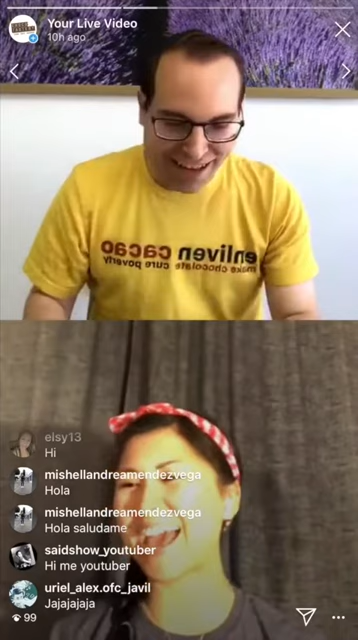 Your Live Video
10h ago
enliven cacao
make chocolate cure poverty
elsy13
Hi
mishellandreamendezvega
Hola
mishellandreamendezvega
Hola saludame
saidshow_youtuber
Hi me youtuber
uriel_alex.ofc_javil
Jajajajaja
99